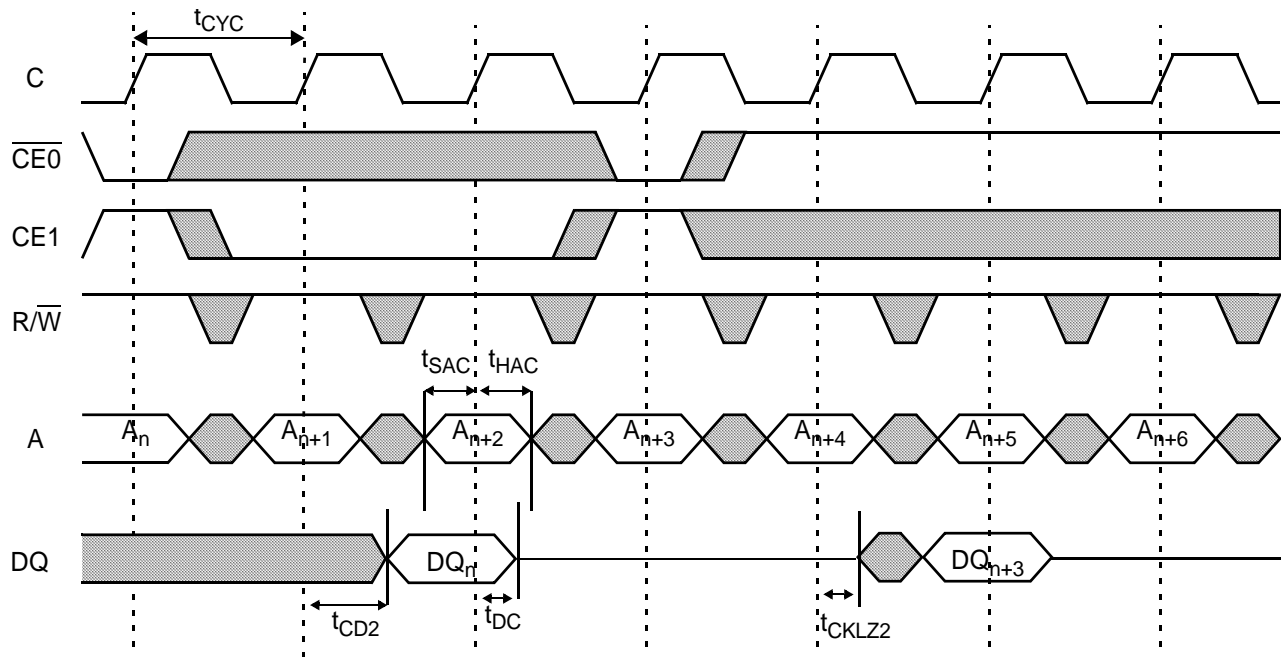 tCYC
C
CE0
CE1
R/W
tSAC tHAC
A An An+1 An+2 An+3 An+4 An+5 An+6
DQ DQn DQn+3
tCD2 tDC tCKLZ2